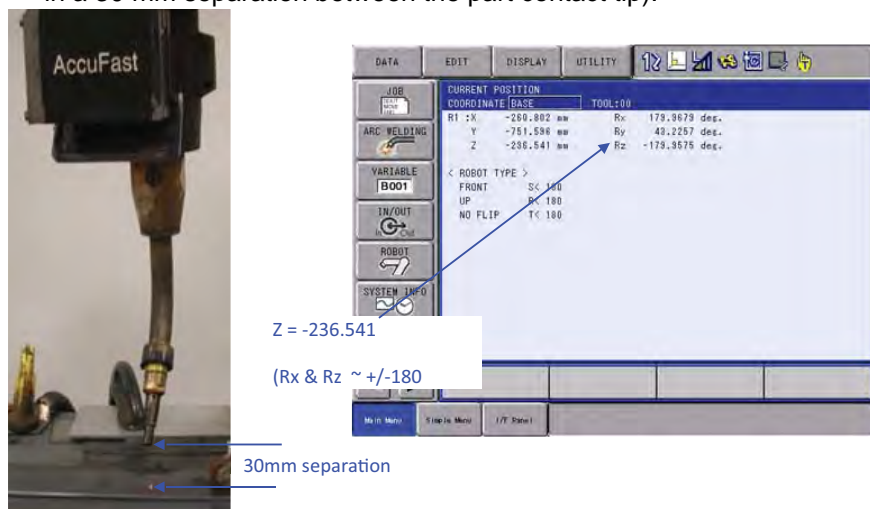 in a 30 mm separation between the part contact tip).
AccuFast
DATA EDIT DISPLAY UTILITY
JOB
ARC WELDING
VARIABLE
B001
IN/OUT
In Out
ROBOT
SYSTEM INFO
CURRENT POSITION
COORDINATE BASE TOOL:00
R1 :X -260.802 mm Rx 179.9679 deg.
Y -751.596 mm Ry 43.2257 deg.
Z -236.541 mm Rz -179.9575 deg.
< ROBOT TYPE >
FRONT S< 180
UP R< 180
NO FLIP T< 180
Z = -236.541
(Rx & Rz ~ +/-180
Main Menu Simple Menu I/F Panel
30mm separation